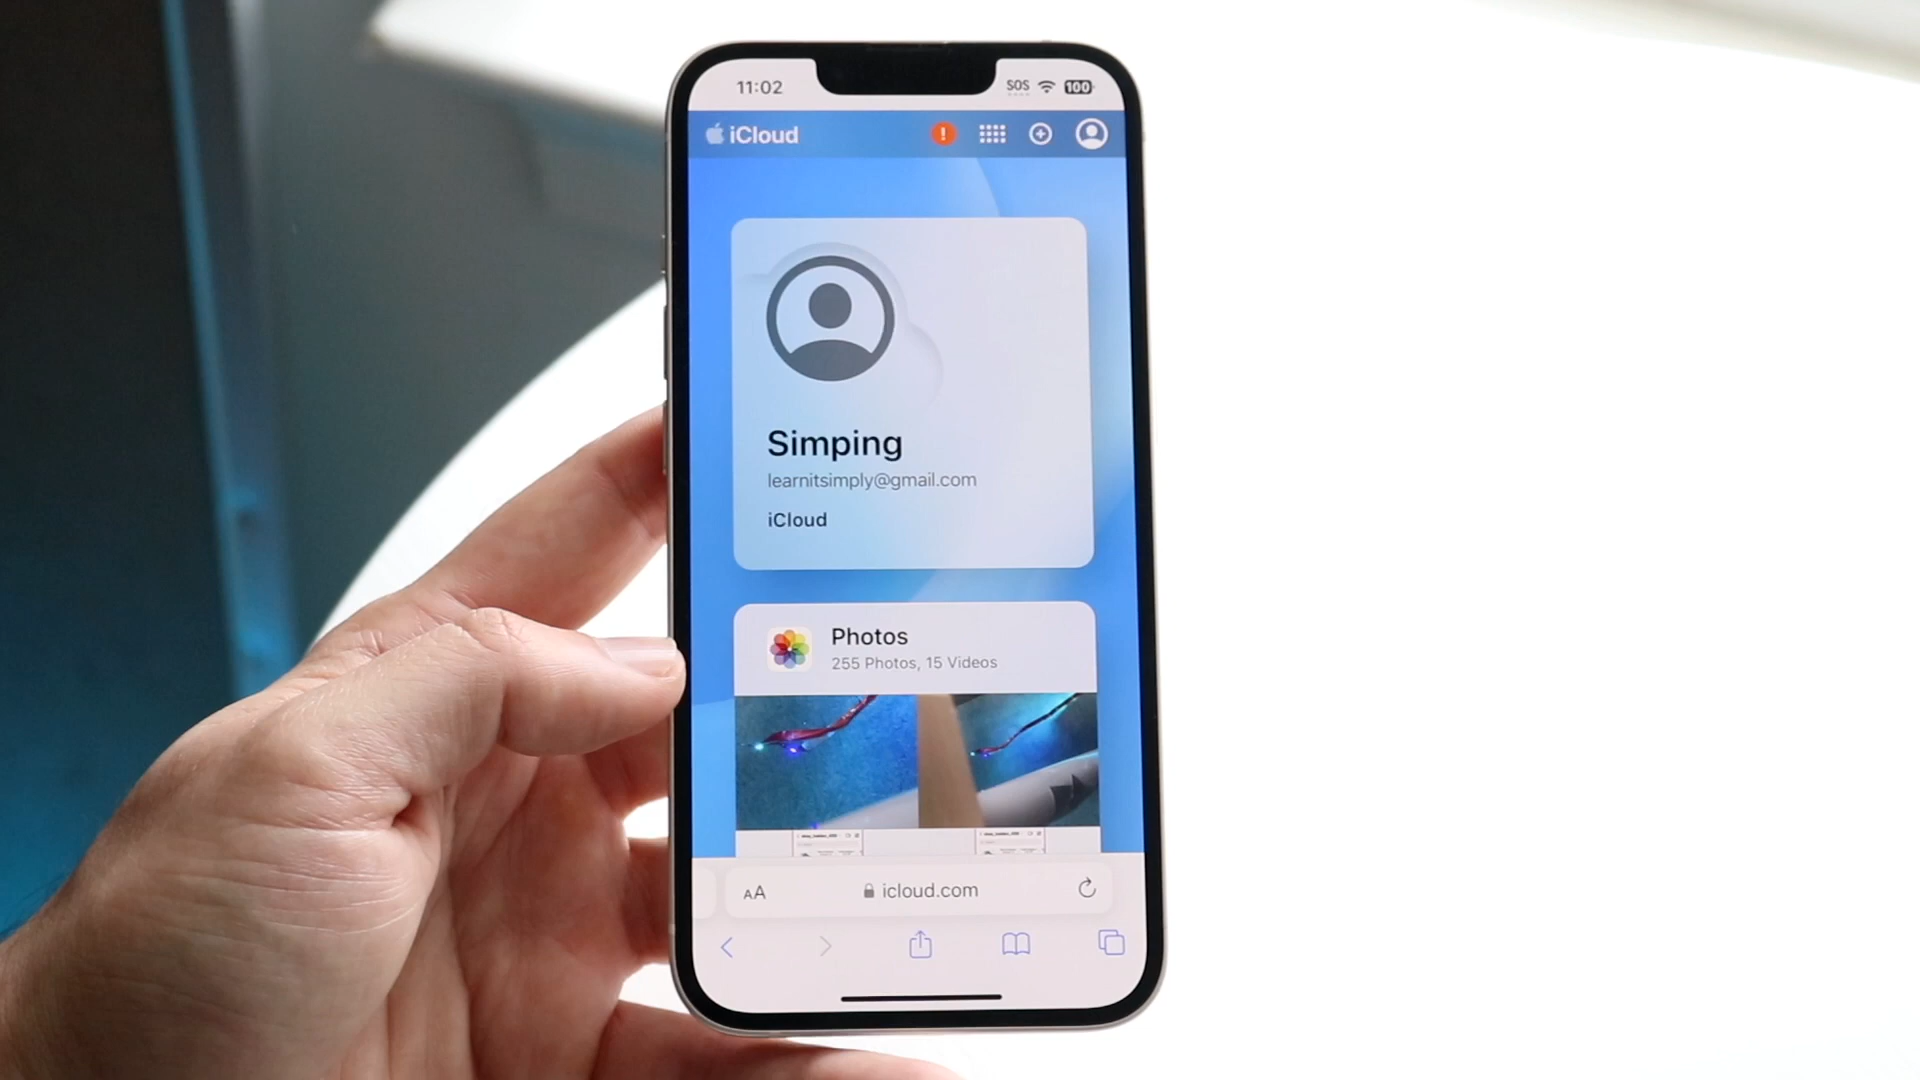 11:02 SOS 100
iCloud !
Simping
learnitsimply@gmail.com
iCloud
Photos
255 Photos, 15 Videos
AA icloud.com